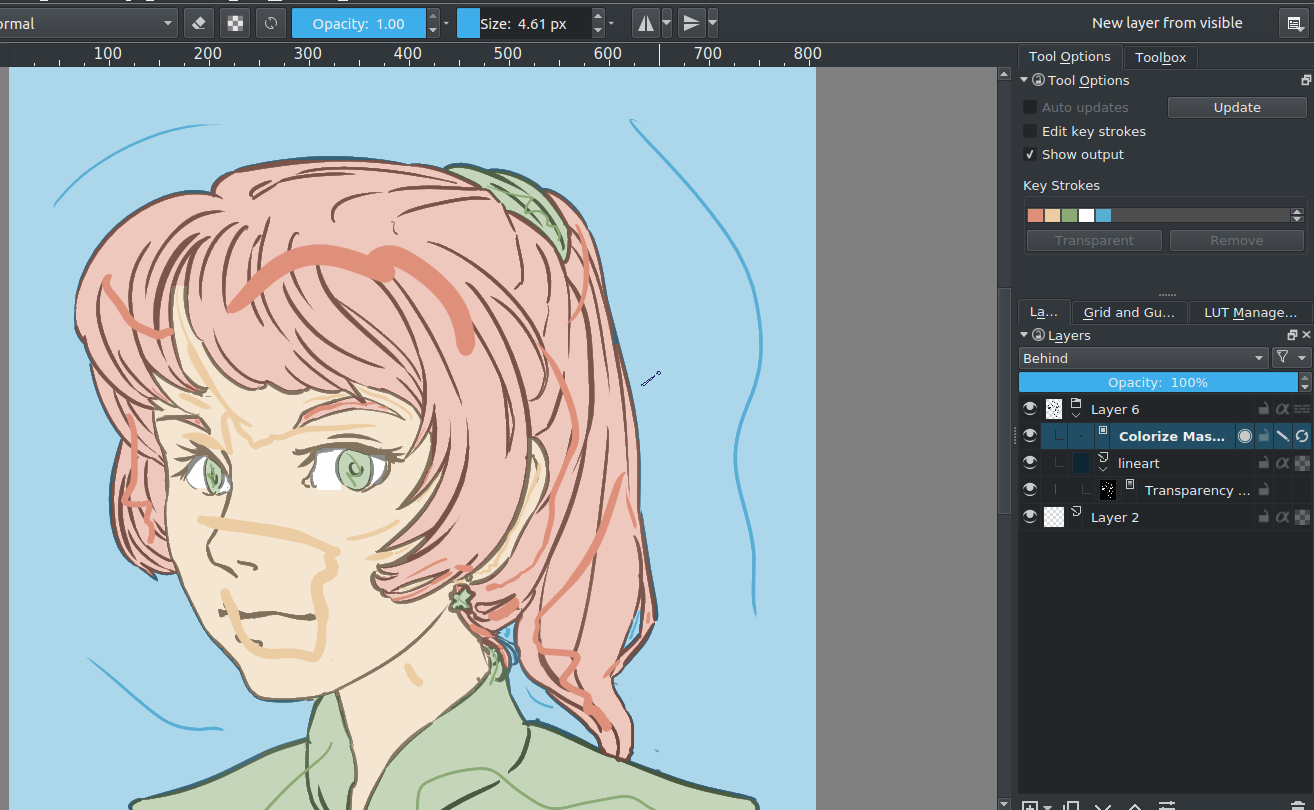 rmal
Opacity: 1.00
Size: 4.61 px
New layer from visible
100 200 300 400 500 600 700 800
Tool Options
Toolbox
Tool Options
Auto updates
Update
Edit key strokes
Show output
Key Strokes
Transparent
Remove
La...
Grid and Gu...
LUT Manage...
Layers
Behind
Opacity: 100%
Layer 6
Colorize Mas...
lineart
Transparency ...
Layer 2